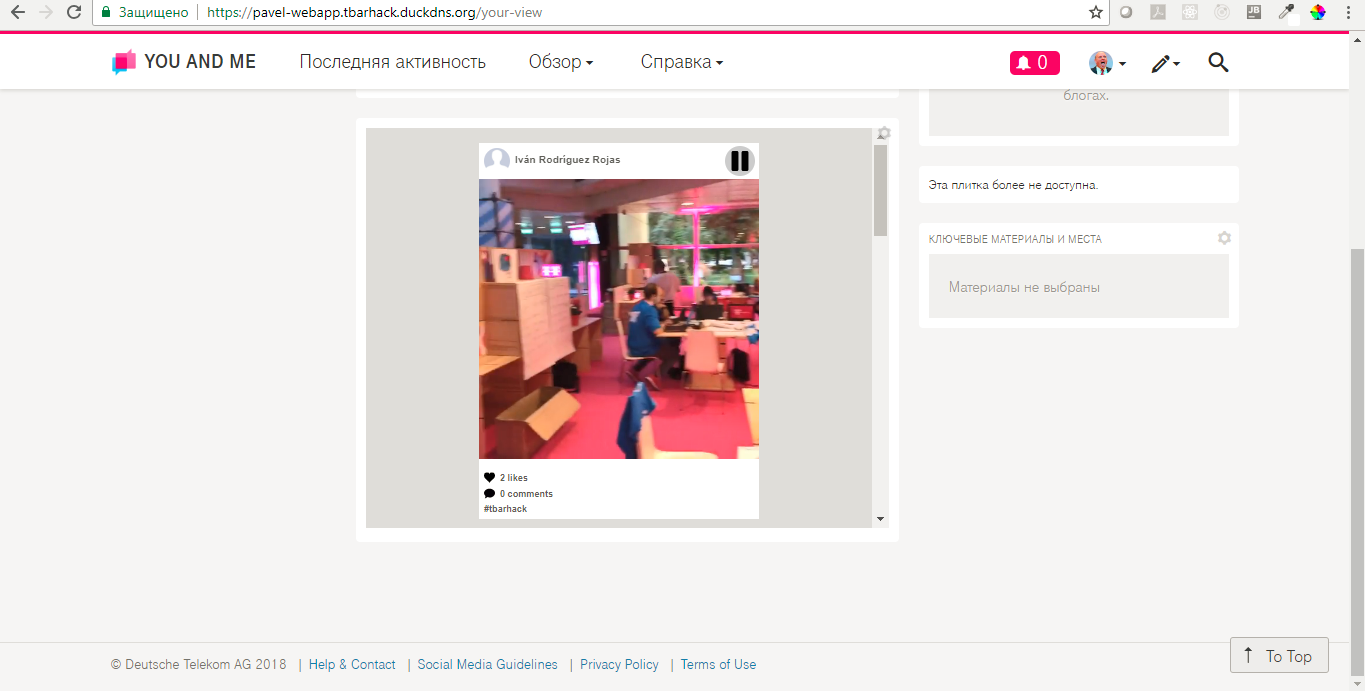 Защищено https://pavel-webapp.tbarhack.duckdns.org/your-view
JB
YOU AND ME Последняя активность Обзор Справка 0
блогах.
Iván Rodríguez Rojas
Эта плитка более не доступна.
КЛЮЧЕВЫЕ МАТЕРИАЛЫ И МЕСТА
Материалы не выбраны
2 likes
0 comments
#tbarhack
© Deutsche Telekom AG 2018 | Help & Contact | Social Media Guidelines | Privacy Policy | Terms of Use
↑ To Top